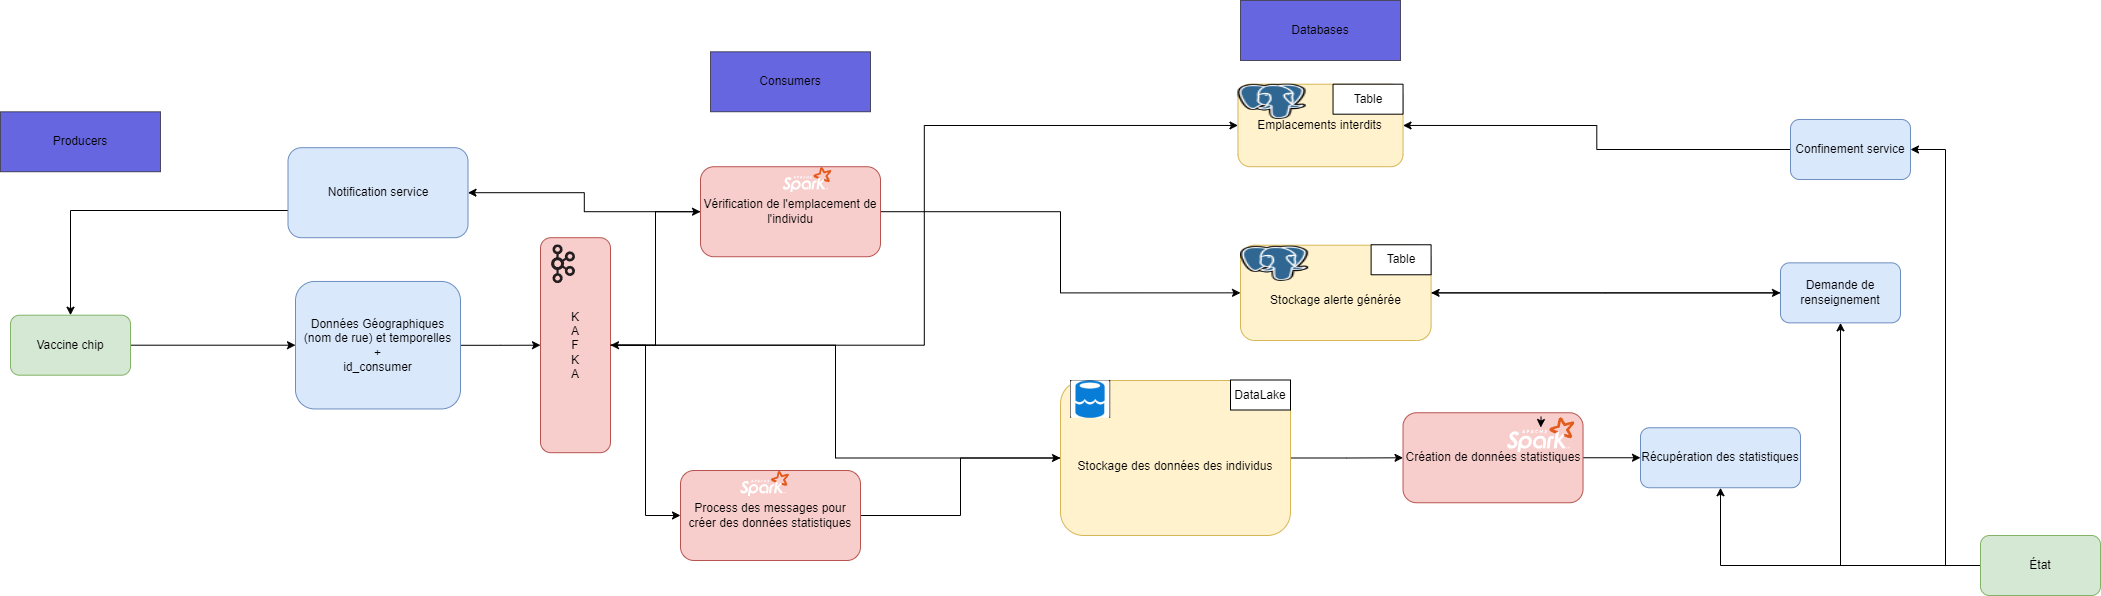 Databases
Consumers
Producers
Table
Emplacements interdits
Confinement service
Notification service
APACHE
Spark
Vérification de l'emplacement de
l'individu
Table
Stockage alerte générée
Demande de
renseignement
Vaccine chip
Données Géographiques
(nom de rue) et temporelles
+
id_consumer
K
A
F
K
A
DataLake
Stockage des données des individus
APACHE
Spark
Création de données statistiques
Récupération des statistiques
APACHE
Spark
Process des messages pour
créer des données statistiques
État